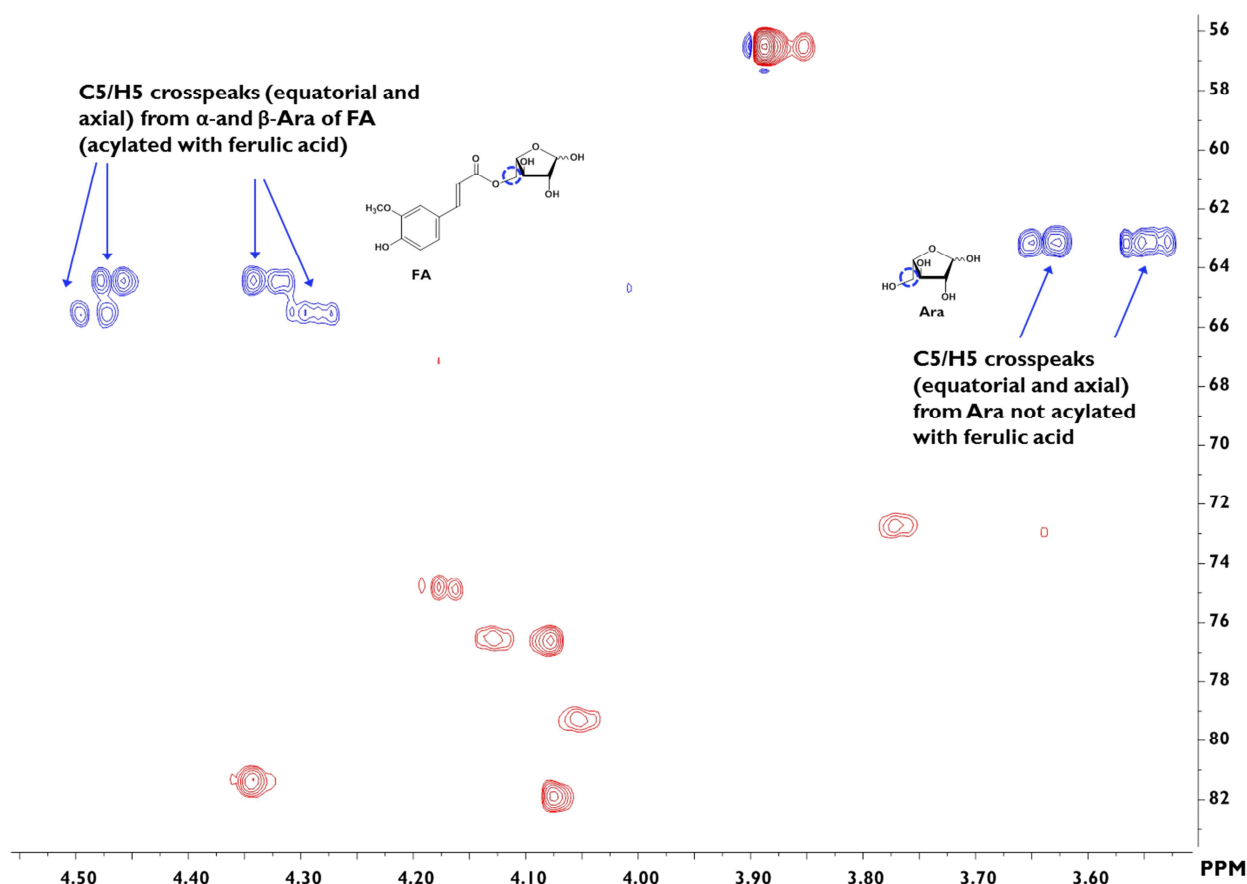 C5/H5 crosspeaks (equatorial and
axial) from α-and β-Ara of FA
(acylated with ferulic acid)
O
O
OH
OH
O
OH
H₃CO
HO
FA
O
OH
OH
HO
OH
Ara
C5/H5 crosspeaks
(equatorial and axial)
from Ara not acylated
with ferulic acid
56
58
60
62
64
66
68
70
72
74
76
78
80
82
4.50 4.40 4.30 4.20 4.10 4.00 3.90 3.80 3.70 3.60 PPM